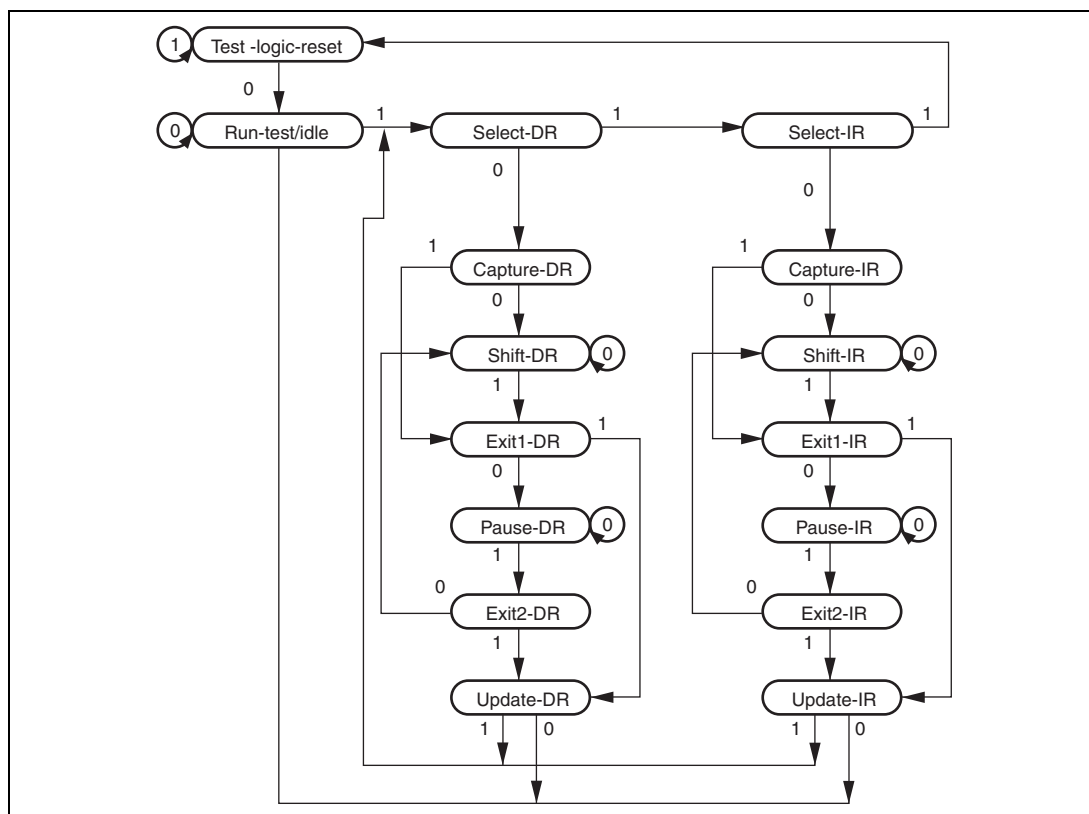 1 Test -logic-reset
0
0 Run-test/idle 1 Select-DR 1 Select-IR 1
0 0
1 Capture-DR 1 Capture-IR
0 0
Shift-DR 0 Shift-IR 0
1 1
Exit1-DR 1 Exit1-IR 1
0 0
Pause-DR 0 Pause-IR 0
1 1
0 Exit2-DR 0 Exit2-IR
1 1
Update-DR Update-IR
1 0 1 0